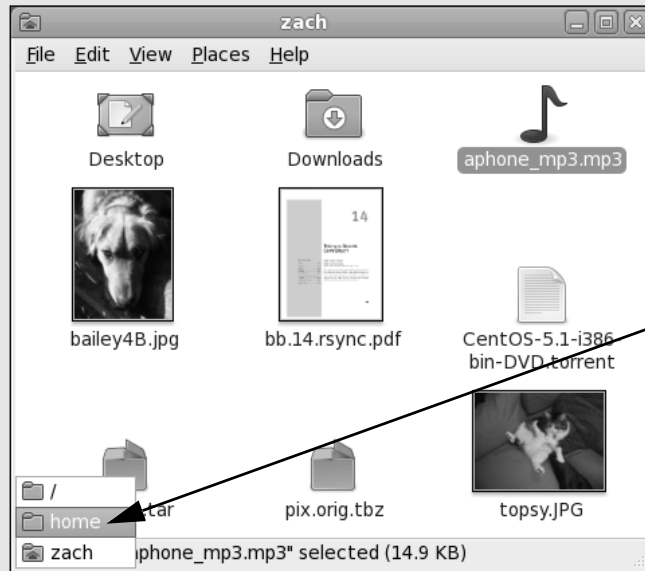 zach
File Edit View Places Help
Desktop
Downloads
aphone_mp3.mp3
14
bailey4B.jpg
bb.14.rsync.pdf
CentOS-5.1-i386-
bin-DVD.torrent
.tar
pix.orig.tbz
topsy.JPG
/
home
zach
aphone_mp3.mp3" selected (14.9 KB)